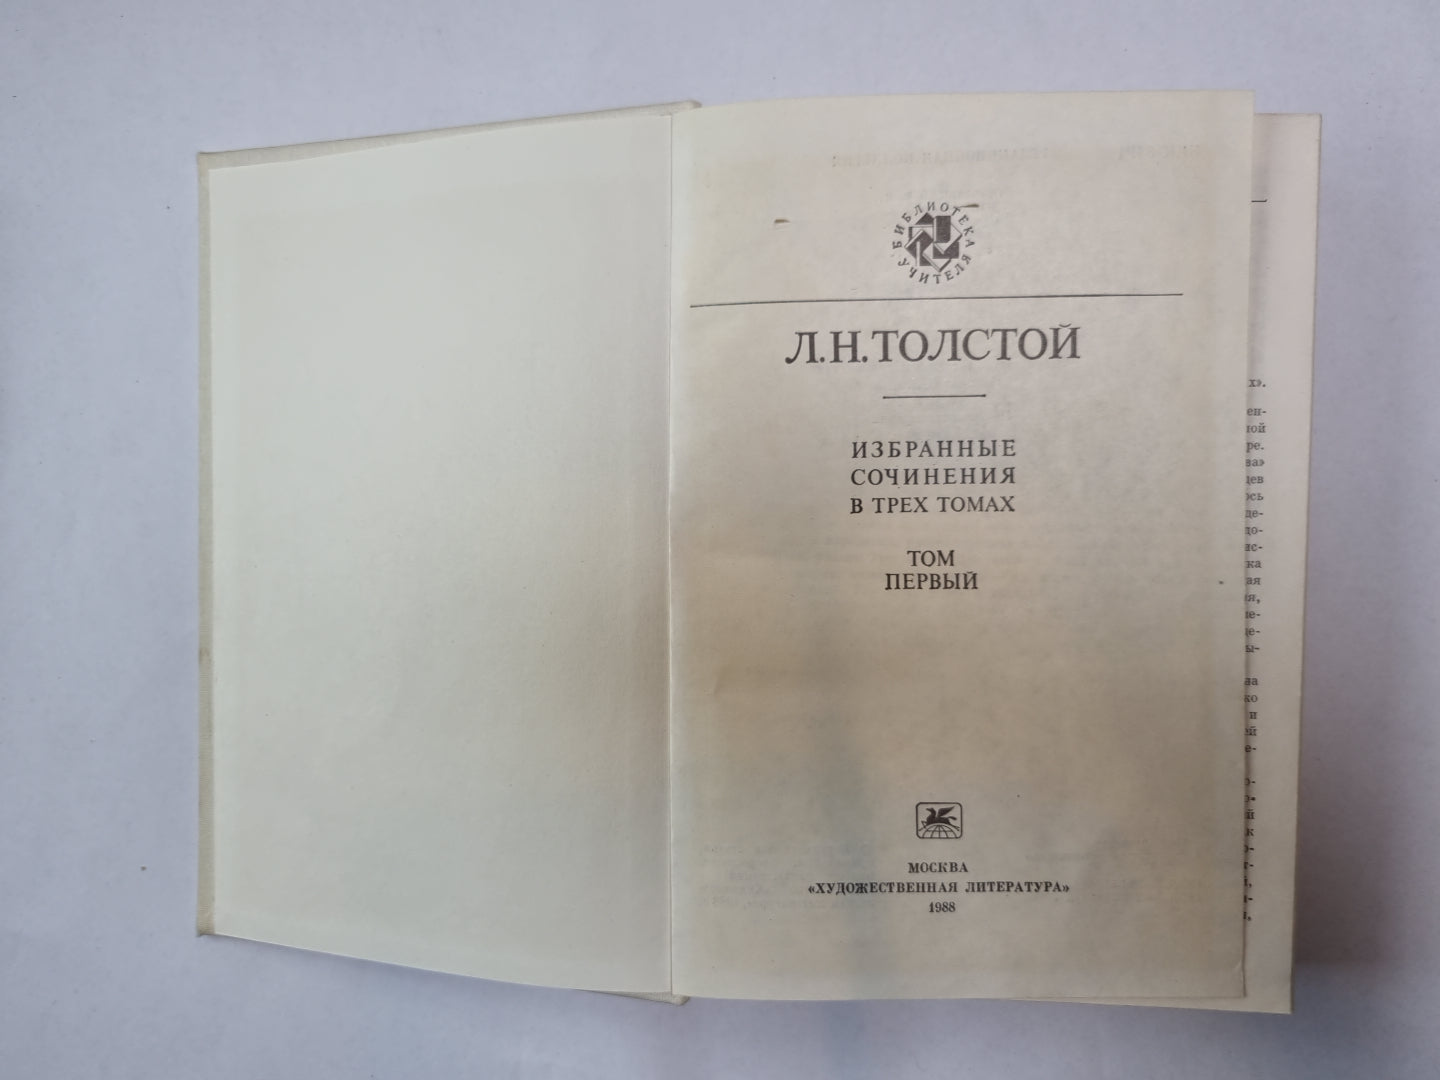 БИБЛИОТЕКА УЧИТЕЛЯ
Л.Н.ТОЛСТОЙ
ИЗБРАННЫЕ
СОЧИНЕНИЯ
В ТРЕХ ТОМАХ
ТОМ
ПЕРВЫЙ
МОСКВА
«ХУДОЖЕСТВЕННАЯ ЛИТЕРАТУРА»
1988